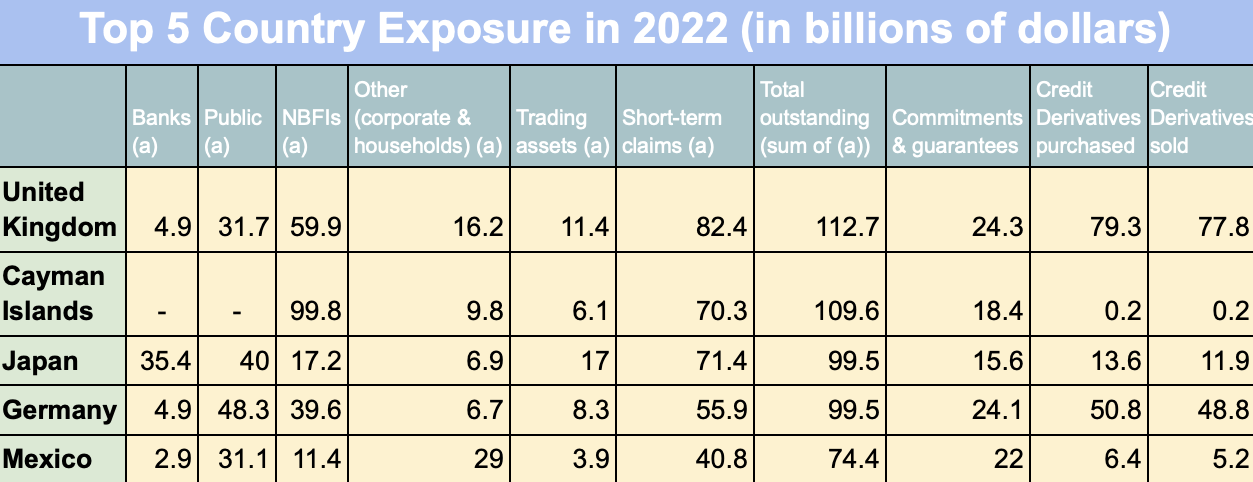 Top 5 Country Exposure in 2022 (in billions of dollars)
Banks (a) Public (a) NBFIs (a) Other (corporate & households) (a) Trading assets (a) Short-term claims (a) Total outstanding (sum of (a)) Commitments & guarantees Credit Derivatives purchased Credit Derivatives sold
United Kingdom 4.9 31.7 59.9 16.2 11.4 82.4 112.7 24.3 79.3 77.8
Cayman Islands - - 99.8 9.8 6.1 70.3 109.6 18.4 0.2 0.2
Japan 35.4 40 17.2 6.9 17 71.4 99.5 15.6 13.6 11.9
Germany 4.9 48.3 39.6 6.7 8.3 55.9 99.5 24.1 50.8 48.8
Mexico 2.9 31.1 11.4 29 3.9 40.8 74.4 22 6.4 5.2